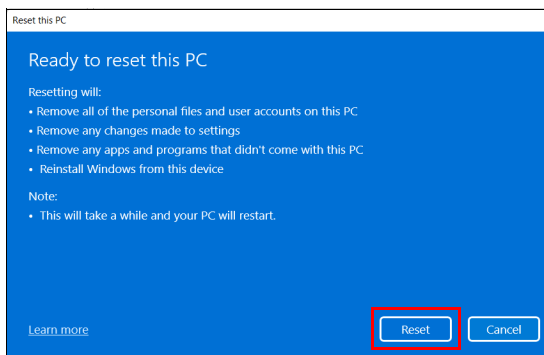 Reset this PC
Ready to reset this PC
Resetting will:
• Remove all of the personal files and user accounts on this PC
• Remove any changes made to settings
• Remove any apps and programs that didn't come with this PC
• Reinstall Windows from this device
Note:
• This will take a while and your PC will restart.
Learn more
Reset
Cancel